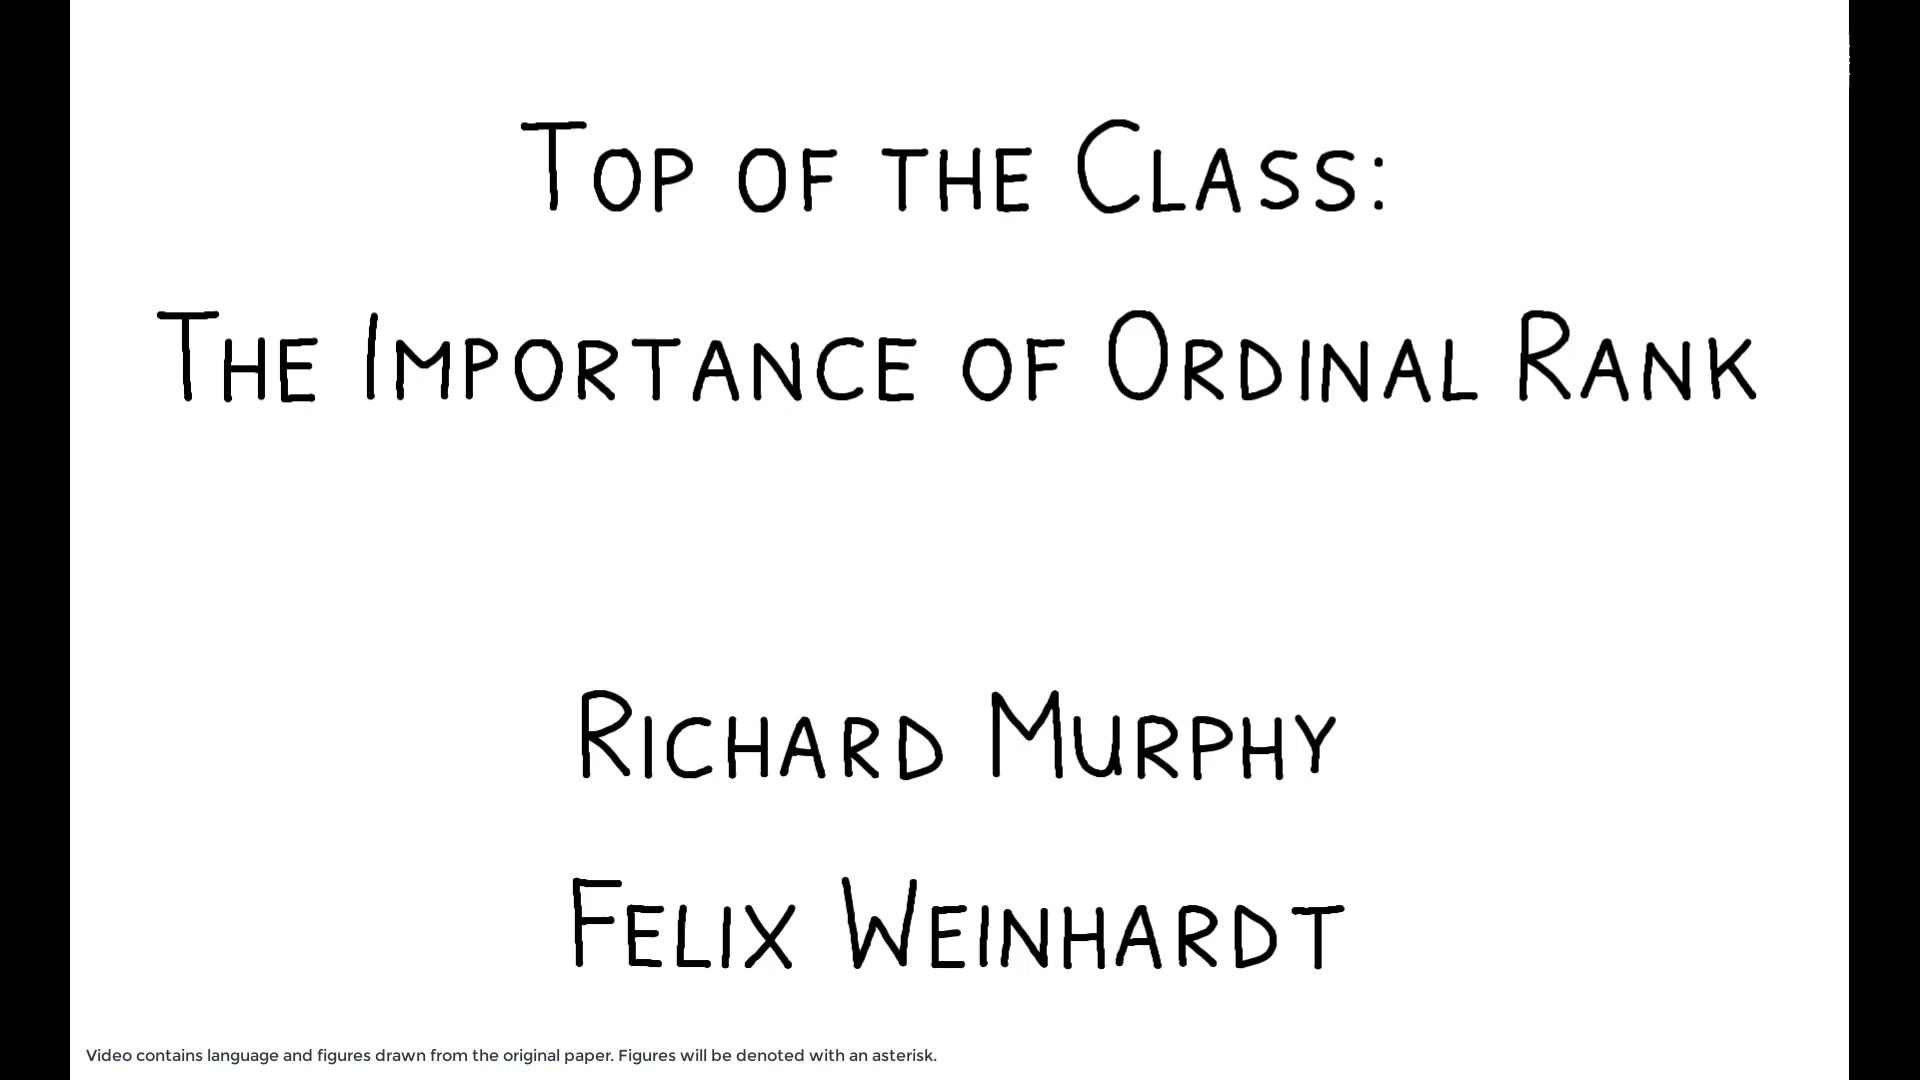 Top of the Class:
The Importance of Ordinal Rank
Richard Murphy
Felix Weinhardt
Video contains language and figures drawn from the original paper. Figures will be denoted with an asterisk.